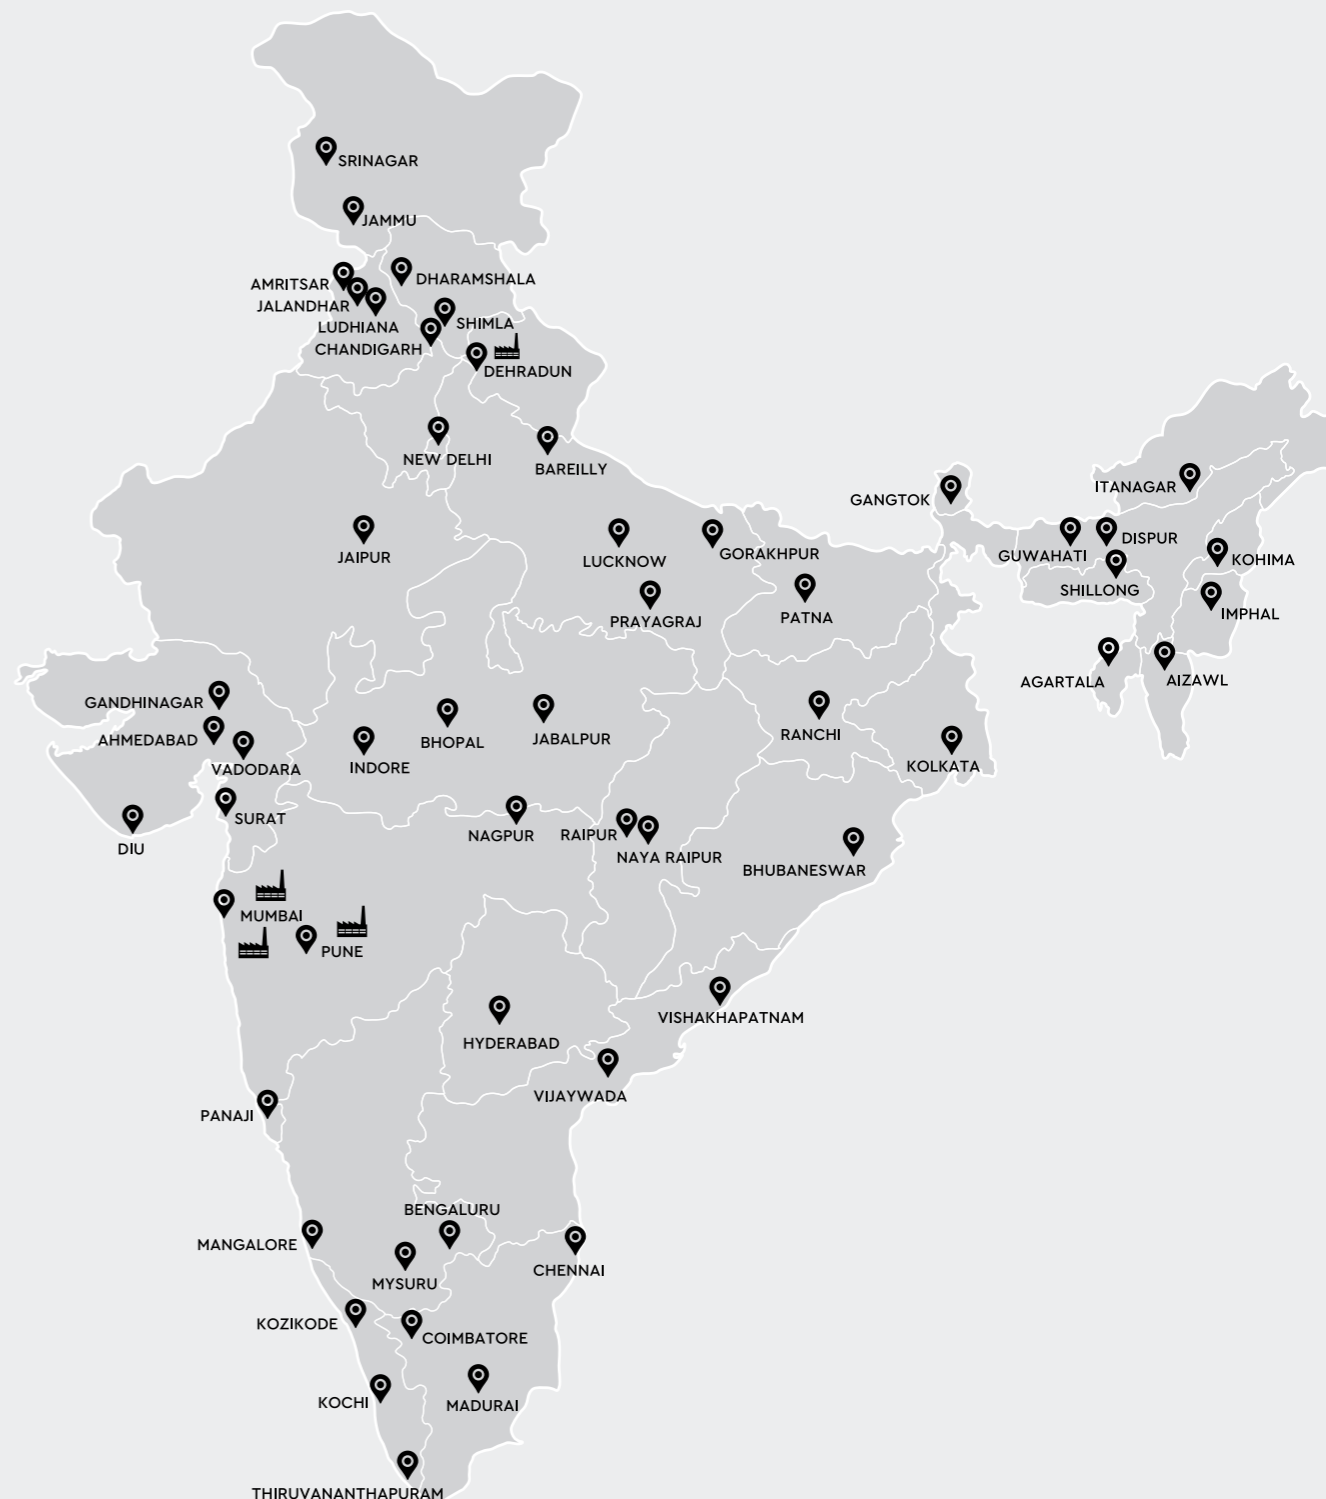 SRINAGAR
JAMMU
DHARAMSHALA
AMRITSAR
JALANDHAR
LUDHIANA
SHIMLA
CHANDIGARH
DEHRADUN
NEW DELHI
BAREILLY
ITANAGAR
GANGTOK
DISPUR
GORAKHPUR
GUWAHATI
JAIPUR
LUCKNOW
KOHIMA
SHILLONG
IMPHAL
PATNA
PRAYAGRAJ
AIZAWL
AGARTALA
GANDHINAGAR
RANCHI
AHMEDABAD
JABALPUR
BHOPAL
KOLKATA
INDORE
VADODARA
SURAT
RAIPUR
NAGPUR
DIU
NAYA RAIPUR
BHUBANESWAR
MUMBAI
PUNE
VISHAKHAPATNAM
HYDERABAD
VIJAYWADA
PANAJI
BENGALURU
MANGALORE
CHENNAI
MYSURU
KOZIKODE
COIMBATORE
KOCHI
MADURAI
THIRUVANANTHAPURAM